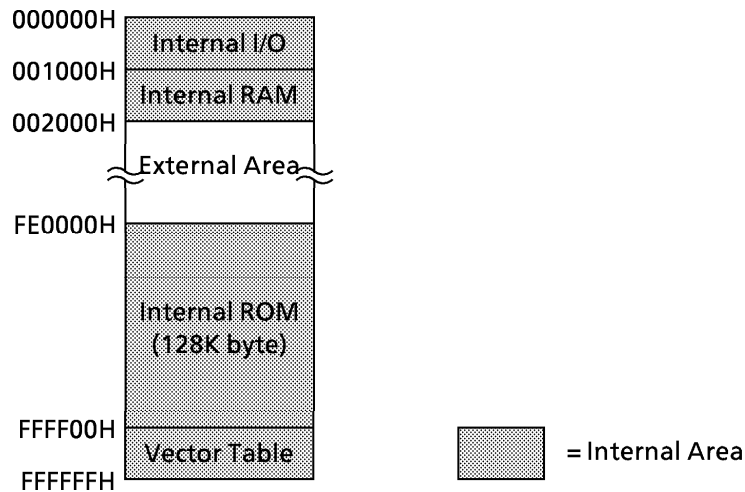 000000H
Internal I/O
001000H
Internal RAM
002000H
External Area
FE0000H
Internal ROM
(128K byte)
FFFF00H
Vector Table
FFFFFFH
= Internal Area